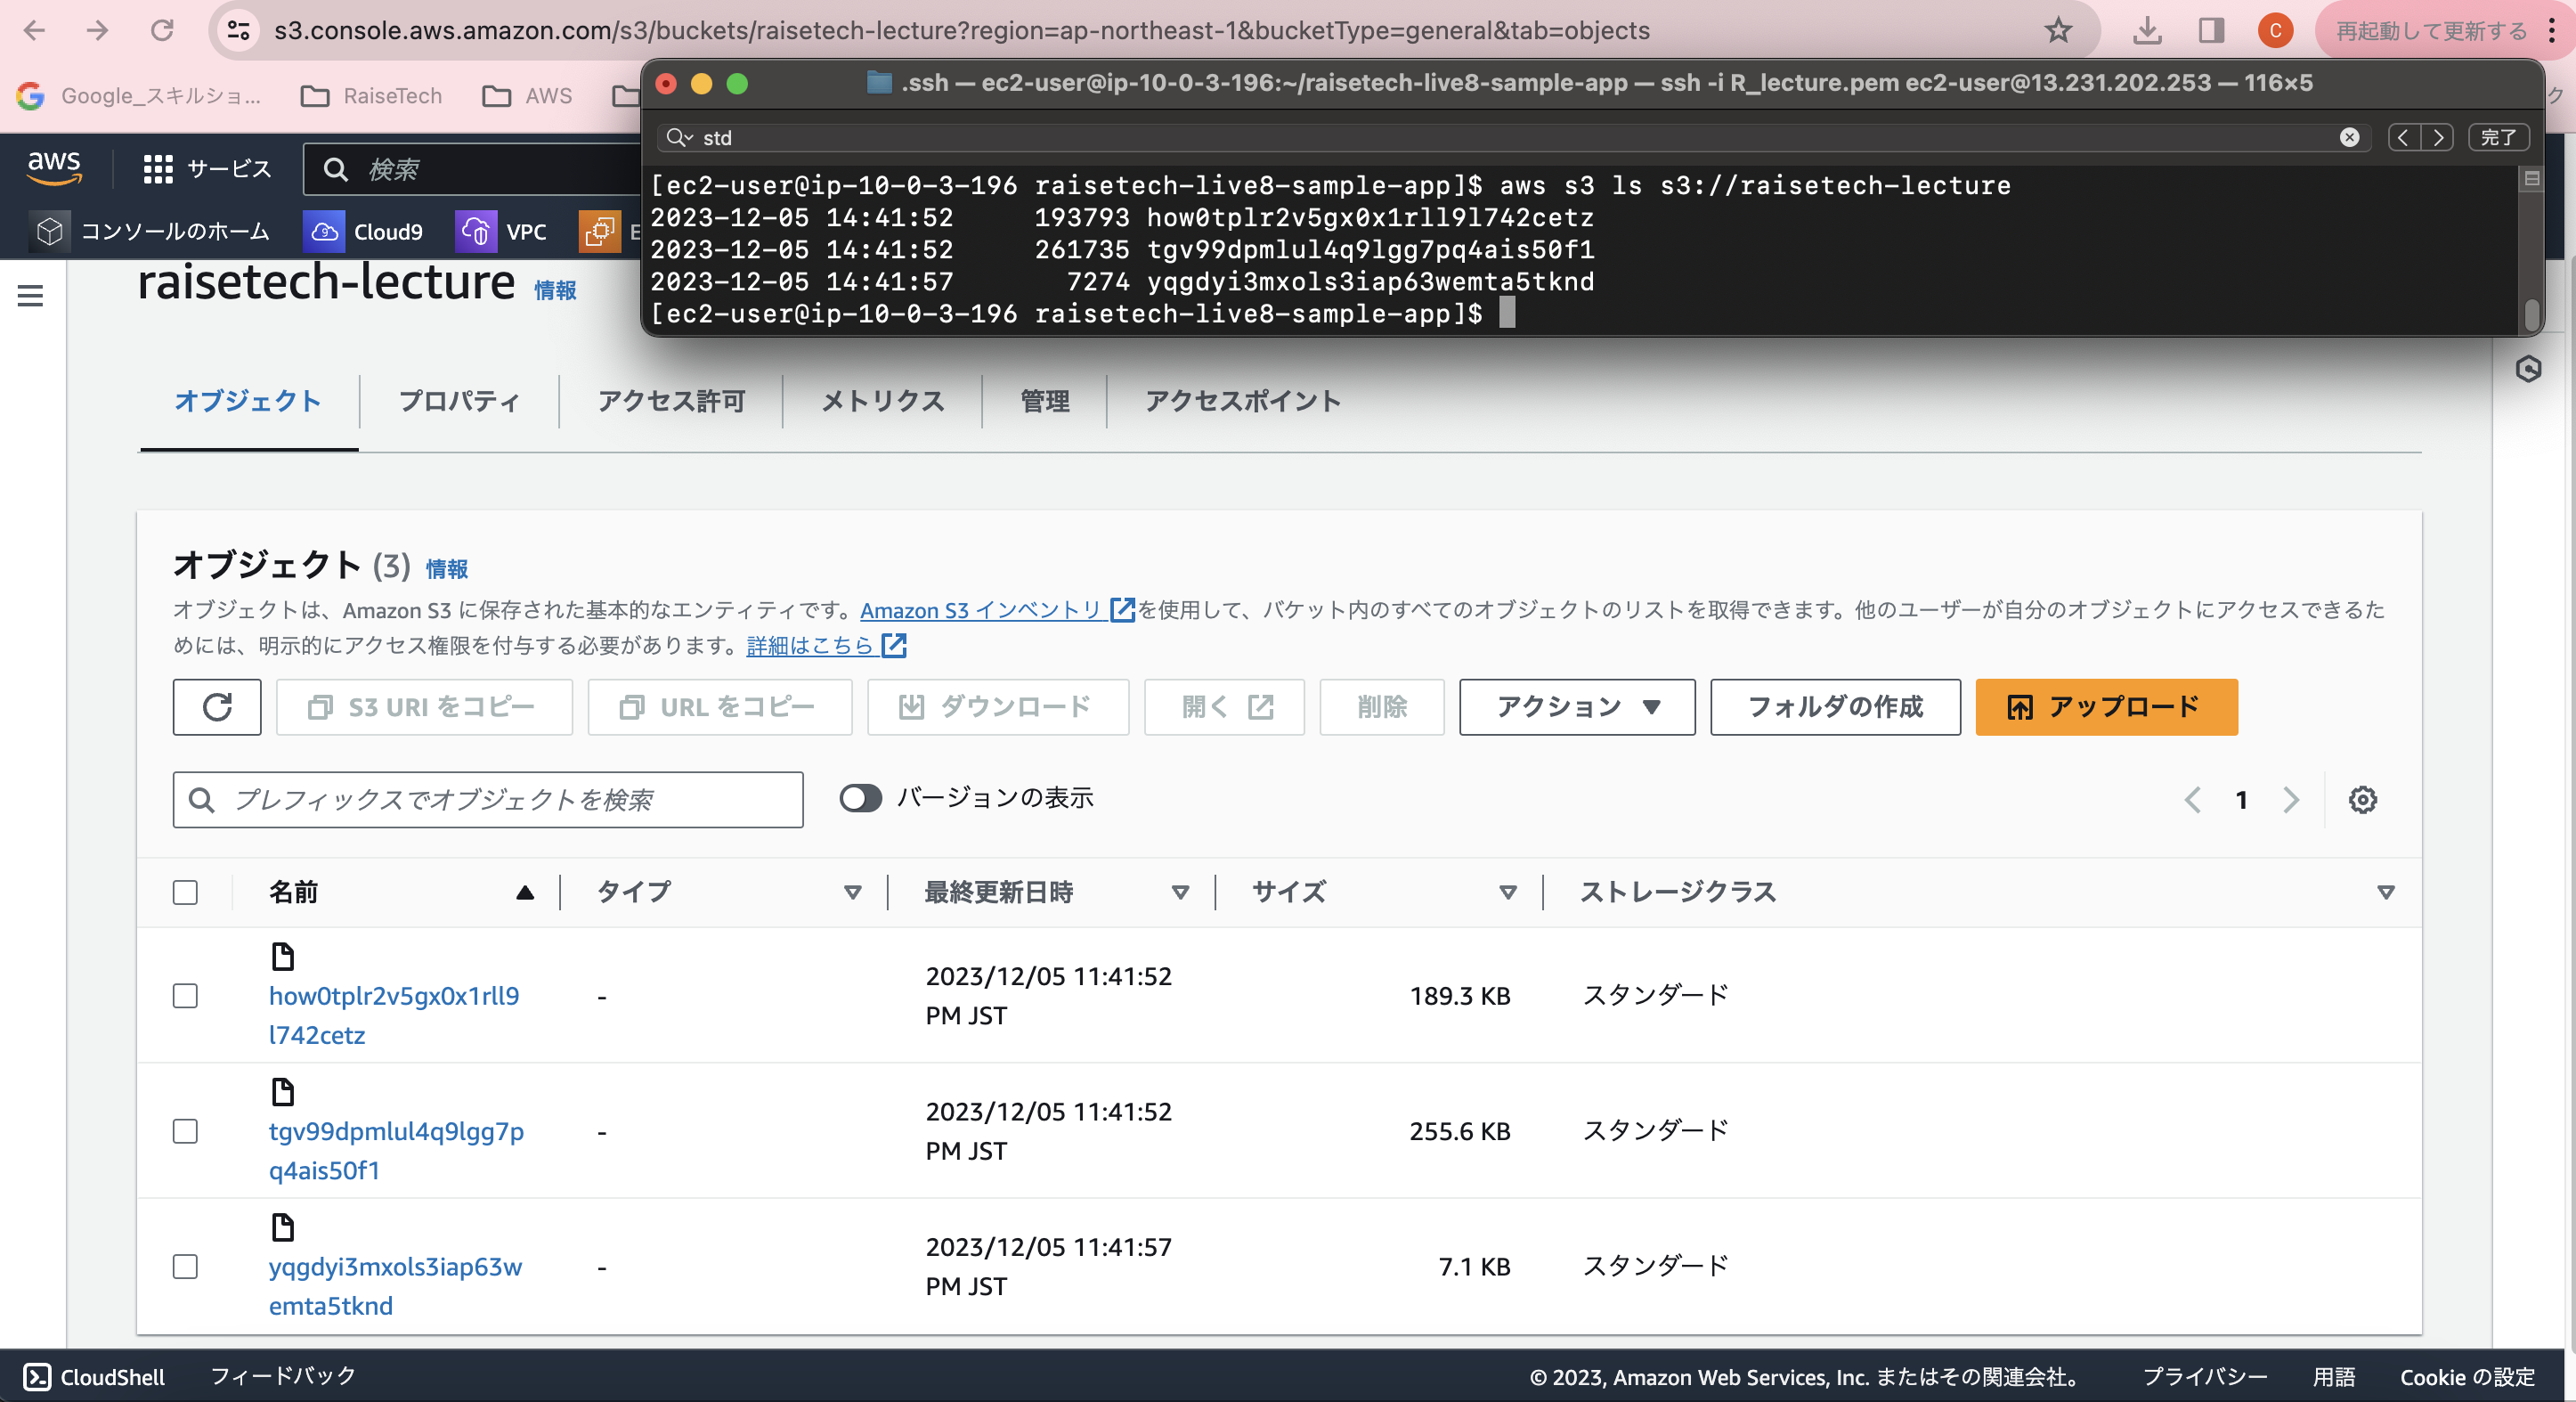 s3.console.aws.amazon.com/s3/buckets/raisetech-lecture?region=ap-northeast-1&bucketType=general&tab=objects
C
再起動して更新する
Google_スキルショ...
RaiseTech
AWS
ク
.ssh — ec2-user@ip-10-0-3-196:~/raisetech-live8-sample-app — ssh -i R_lecture.pem ec2-user@13.231.202.253 — 116×5
std
完了
[ec2-user@ip-10-0-3-196 raisetech-live8-sample-app]$ aws s3 ls s3://raisetech-lecture
2023-12-05 14:41:52     193793 how0tplr2v5gx0x1rll9l742cetz
2023-12-05 14:41:52     261735 tgv99dpmlul4q9lgg7pq4ais50f1
2023-12-05 14:41:57       7274 yqgdyi3mxols3iap63wemta5tknd
[ec2-user@ip-10-0-3-196 raisetech-live8-sample-app]$
aws
サービス
検索
コンソールのホーム
Cloud9
VPC
E
raisetech-lecture 情報
オブジェクト
プロパティ
アクセス許可
メトリクス
管理
アクセスポイント
オブジェクト (3) 情報
オブジェクトは、Amazon S3 に保存された基本的なエンティティです。Amazon S3 インベントリ を使用して、バケット内のすべてのオブジェクトのリストを取得できます。他のユーザーが自分のオブジェクトにアクセスできるた
めには、明示的にアクセス権限を付与する必要があります。詳細はこちら
S3 URI をコピー
URL をコピー
ダウンロード
開く
削除
アクション
フォルダの作成
アップロード
プレフィックスでオブジェクトを検索
バージョンの表示
1
名前
タイプ
最終更新日時
サイズ
ストレージクラス
how0tplr2v5gx0x1rll9
l742cetz
-
2023/12/05 11:41:52
PM JST
189.3 KB
スタンダード
tgv99dpmlul4q9lgg7p
q4ais50f1
-
2023/12/05 11:41:52
PM JST
255.6 KB
スタンダード
yqgdyi3mxols3iap63w
emta5tknd
-
2023/12/05 11:41:57
PM JST
7.1 KB
スタンダード
CloudShell
フィードバック
© 2023, Amazon Web Services, Inc. またはその関連会社。
プライバシー
用語
Cookie の設定